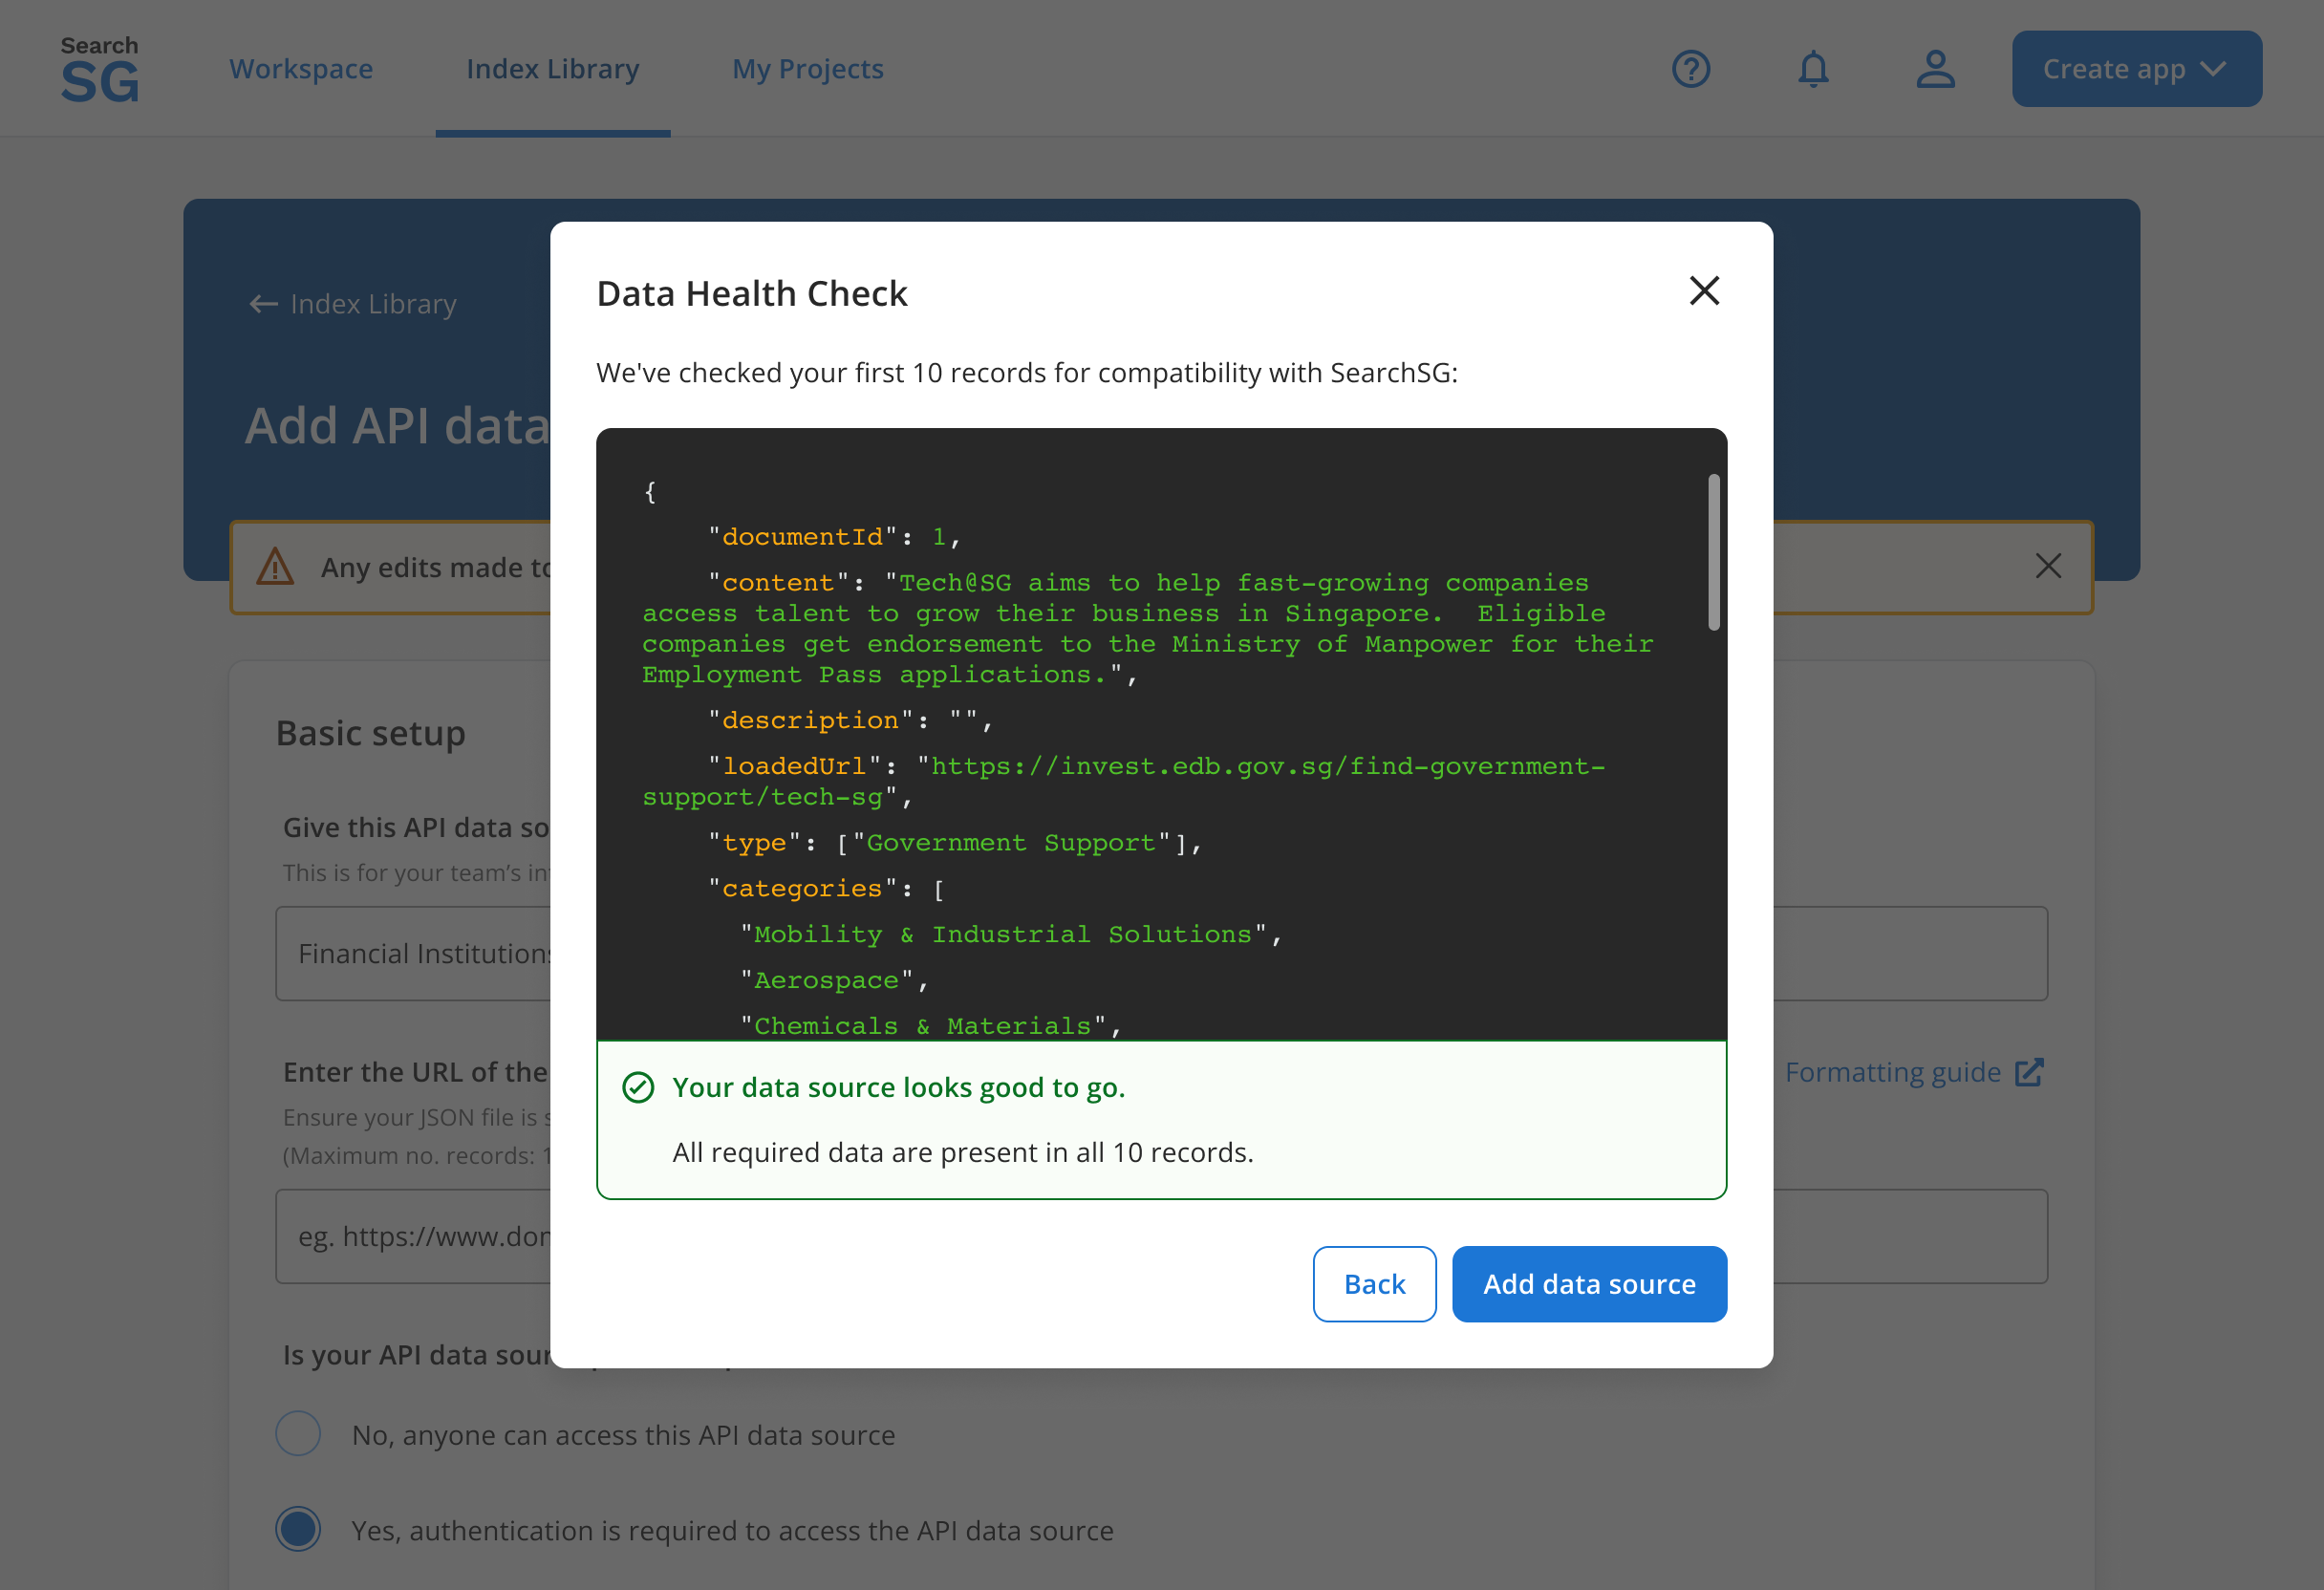 Search
SG
Workspace
Index Library
My Projects
Create app
Index Library
Add API data
Any edits made to
Basic setup
Give this API data so
This is for your team's in
Financial Institutions
Enter the URL of the
Formatting guide
Ensure your JSON file is s
(Maximum no. records: 1
eg. https://www.dom
Is your API data sour
No, anyone can access this API data source
Yes, authentication is required to access the API data source
Data Health Check
We've checked your first 10 records for compatibility with SearchSG:
{
"documentId": 1,
"content": "Tech@SG aims to help fast-growing companies
access talent to grow their business in Singapore.  Eligible
companies get endorsement to the Ministry of Manpower for their
Employment Pass applications.",
"description": "",
"loadedUrl": "https://invest.edb.gov.sg/find-government-
support/tech-sg",
"type": ["Government Support"],
"categories": [
"Mobility & Industrial Solutions",
"Aerospace",
"Chemicals & Materials",
Your data source looks good to go.
All required data are present in all 10 records.
Back
Add data source